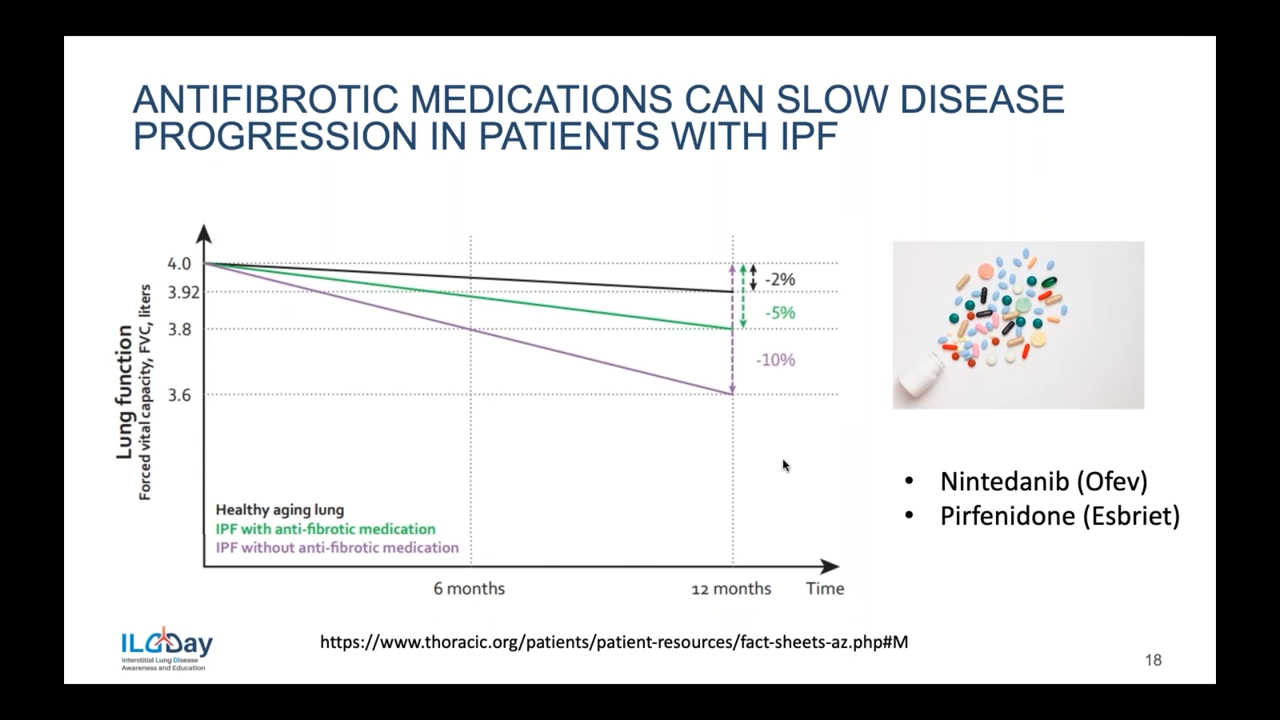 ANTIFIBROTIC MEDICATIONS CAN SLOW DISEASE
PROGRESSION IN PATIENTS WITH IPF
Lung function
Forced vital capacity, FVC, liters
4.0
3.92
3.8
3.6
-2%
-5%
-10%
Healthy aging lung
IPF with anti-fibrotic medication
IPF without anti-fibrotic medication
6 months
12 months
Time
• Nintedanib (Ofev)
• Pirfenidone (Esbriet)
ILDDay
Interstitial Lung Disease
Awareness and Education
https://www.thoracic.org/patients/patient-resources/fact-sheets-az.php#M
18